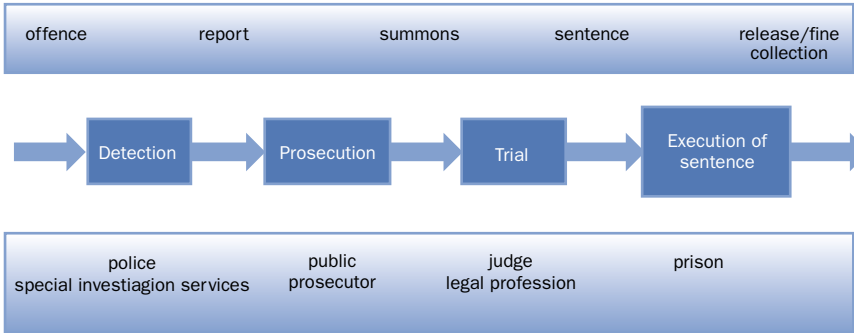 offence report summons sentence release/fine
collection
Detection Prosecution Trial Execution of
sentence
police public judge prison
special investiagion services prosecutor legal profession